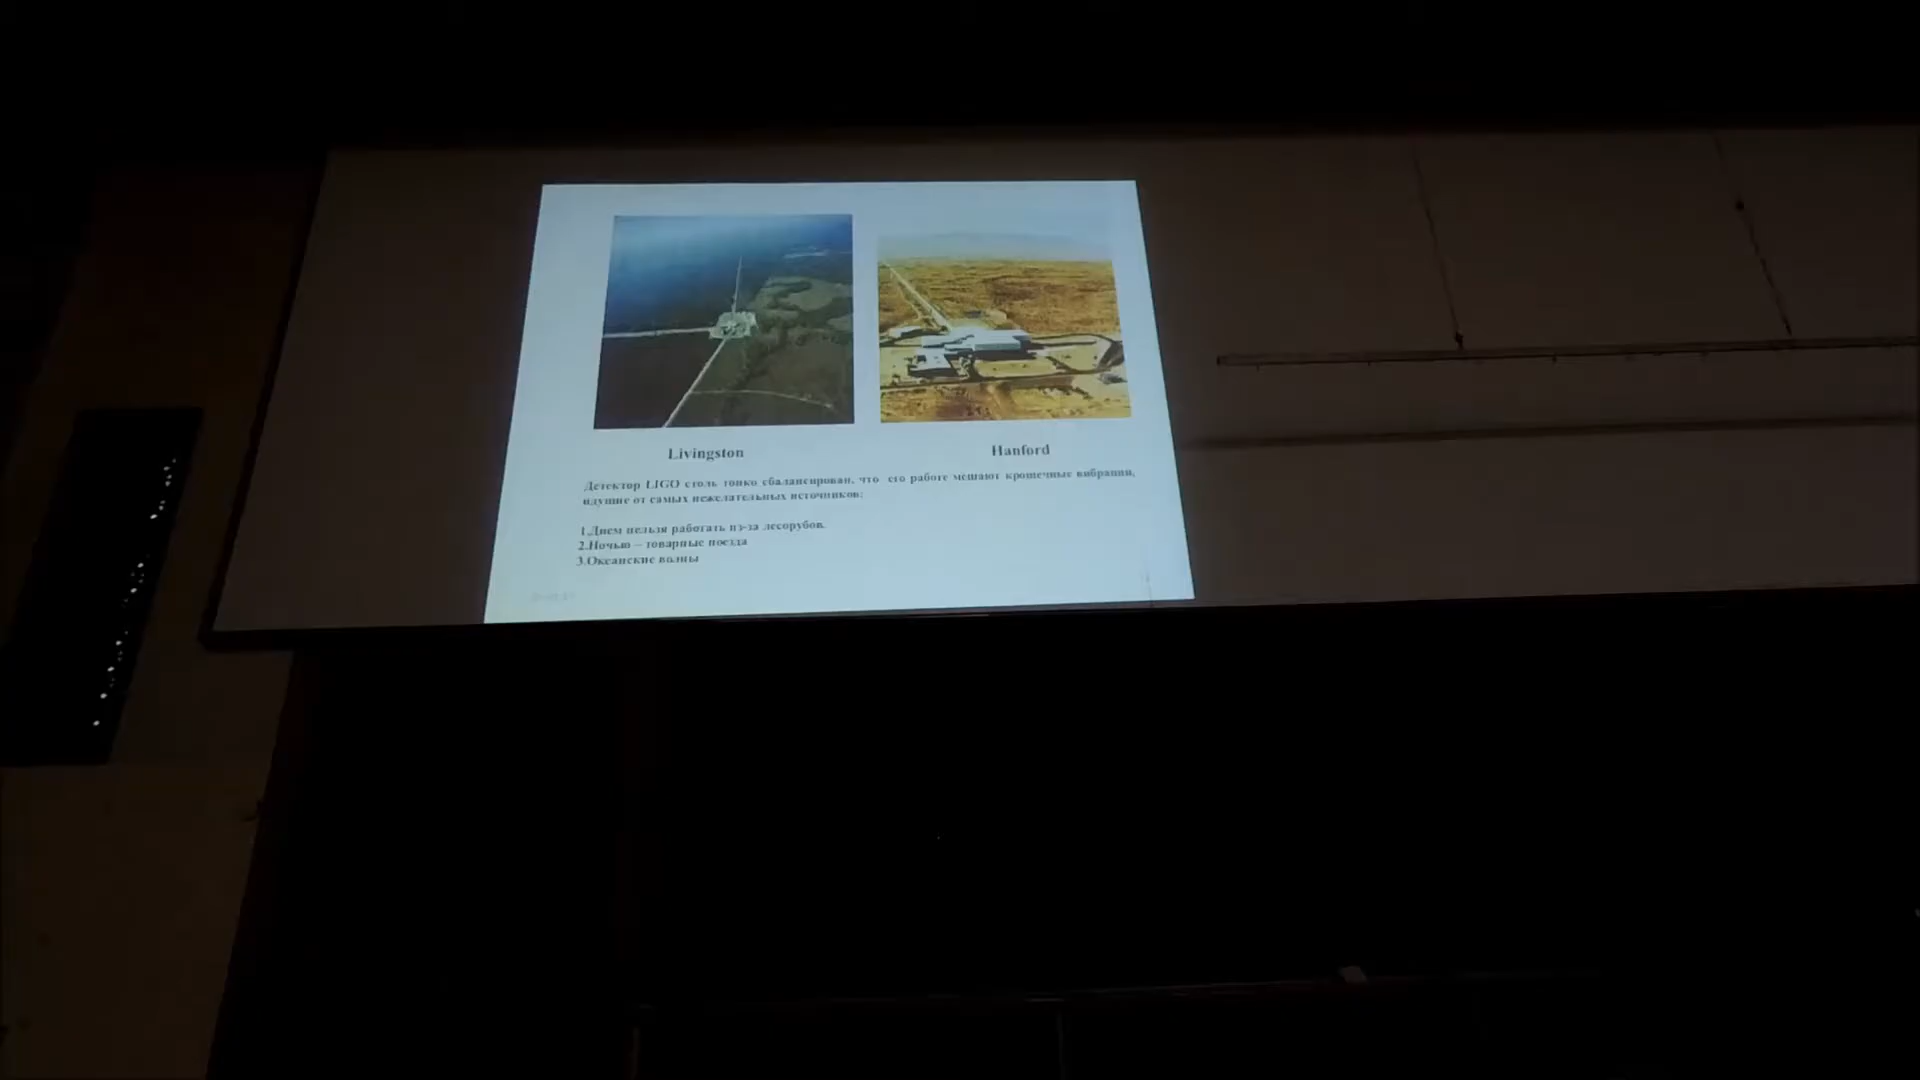 Livingston
Hanford
Детектор LIGO столь тонко сбалансирован, что его работе мешают крошечные вибрации,
идущие от самых нежелательных источников:
1.Днем нельзя работать из-за лесорубов.
2.Ночью – товарные поезда
3.Океанские волны